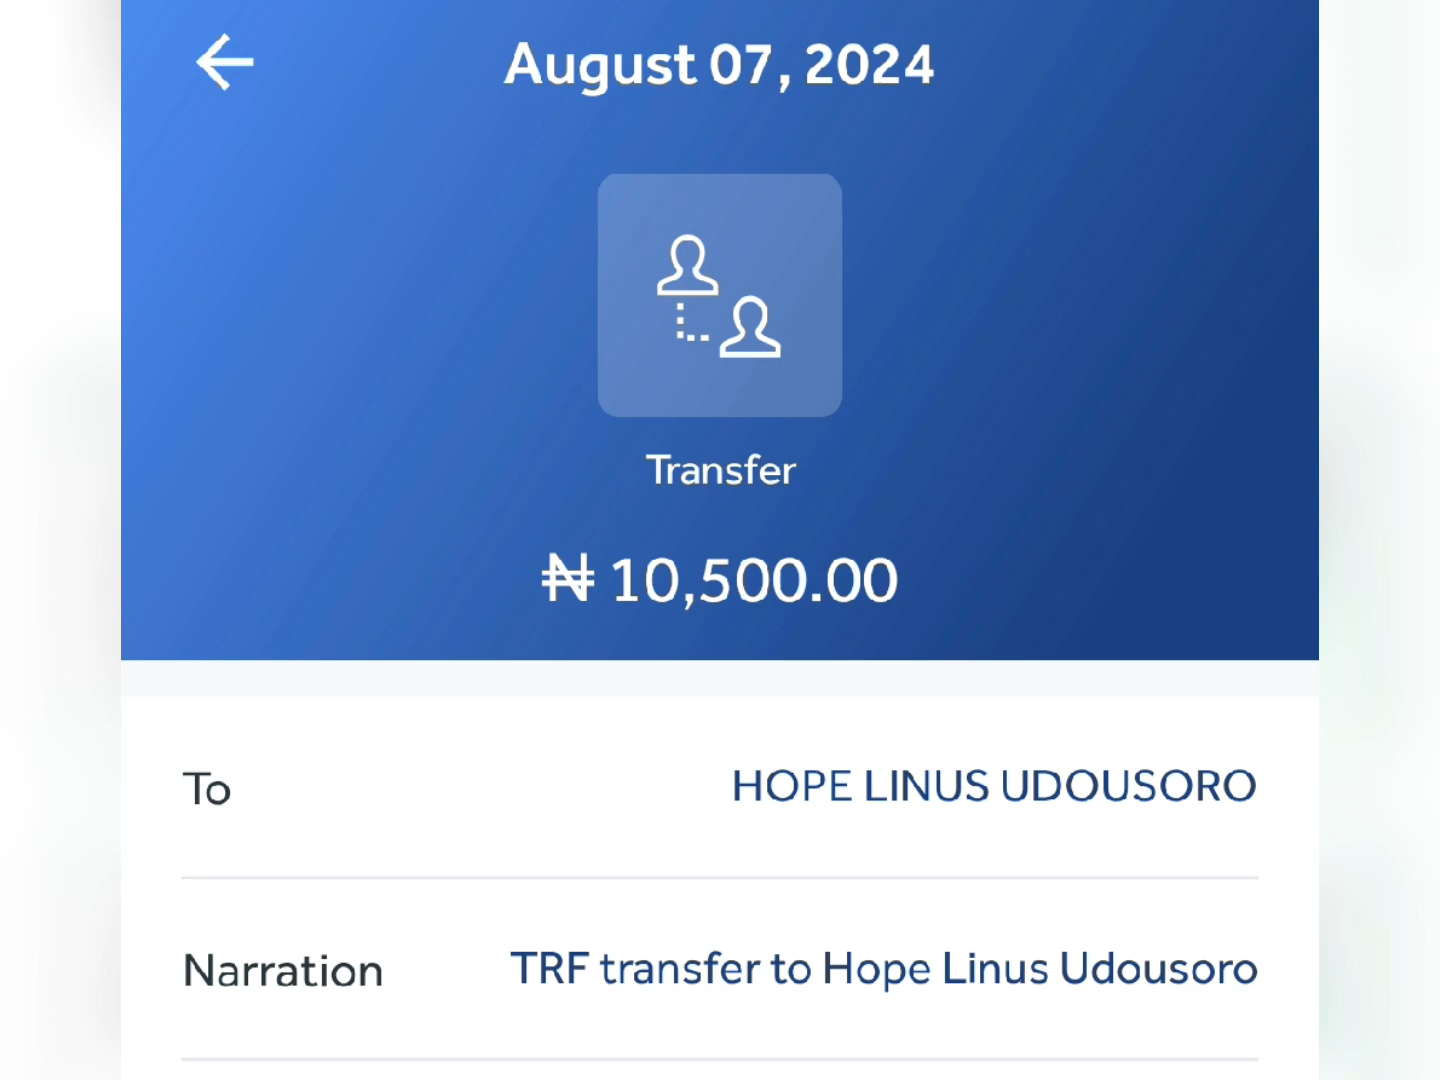 August 07, 2024
Transfer
₦ 10,500.00
To HOPE LINUS UDOUSORO
Narration TRF transfer to Hope Linus Udousoro